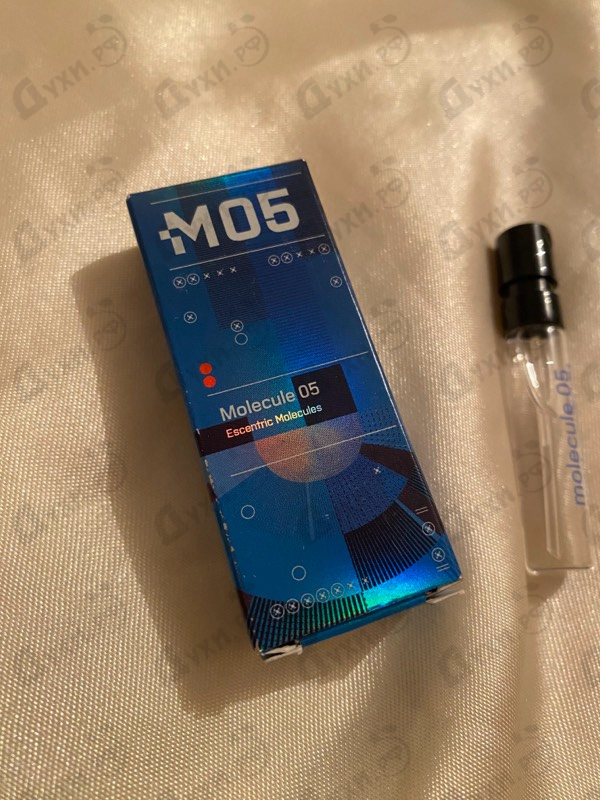 M05
Molecule 05
Escentric Molecules
molecule 05.
Духи.рф